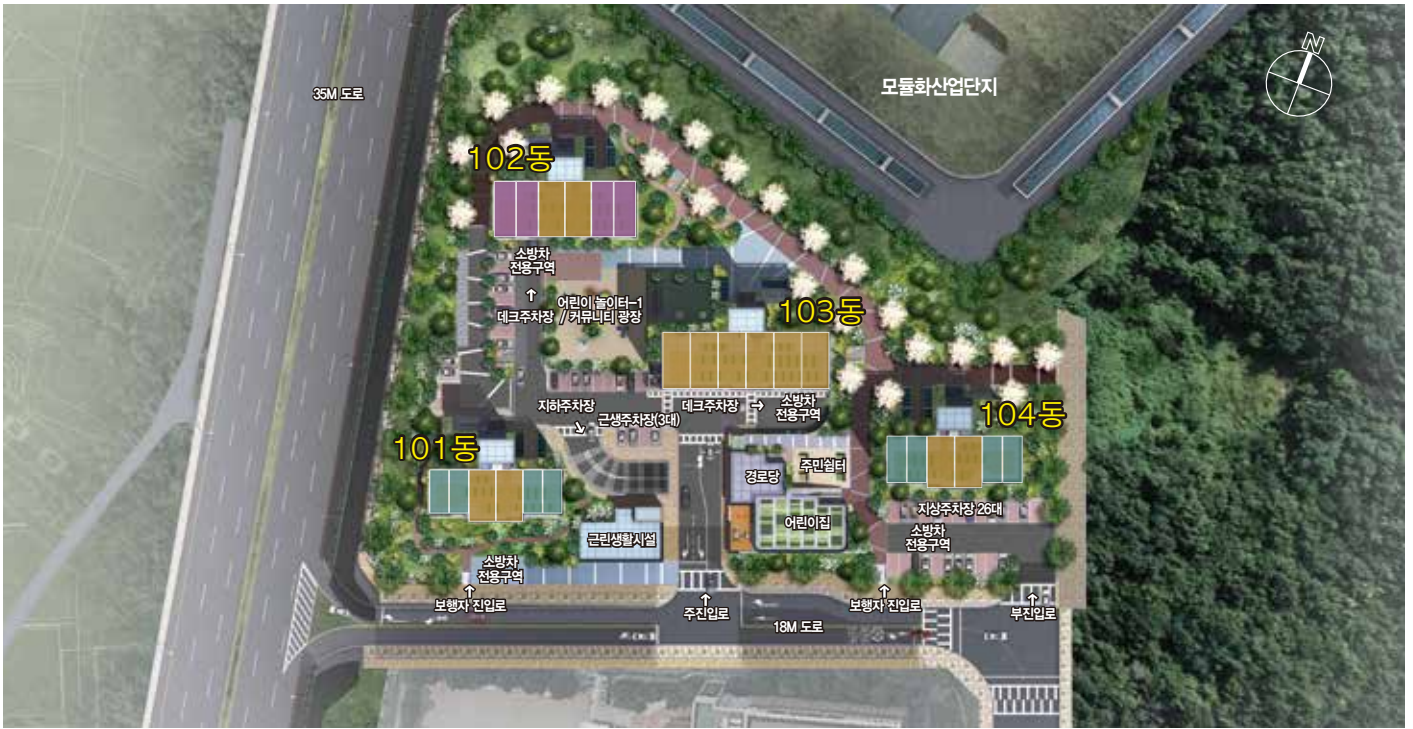 N
35M 도로
모듈화산업단지
102동
소방차
전용구역
↑
데크주차장
어린이 놀이터-1
/ 커뮤니티 광장
103동
지하주차장
↘
근생주차장(3대)
데크주차장 →
소방차
전용구역
104동
101동
경로당
주민쉼터
어린이집
지상주차장 26대
소방차
전용구역
근린생활시설
소방차
전용구역
↑
보행자 진입로
↑
주진입로
↑
보행자 진입로
↑
부진입로
18M 도로